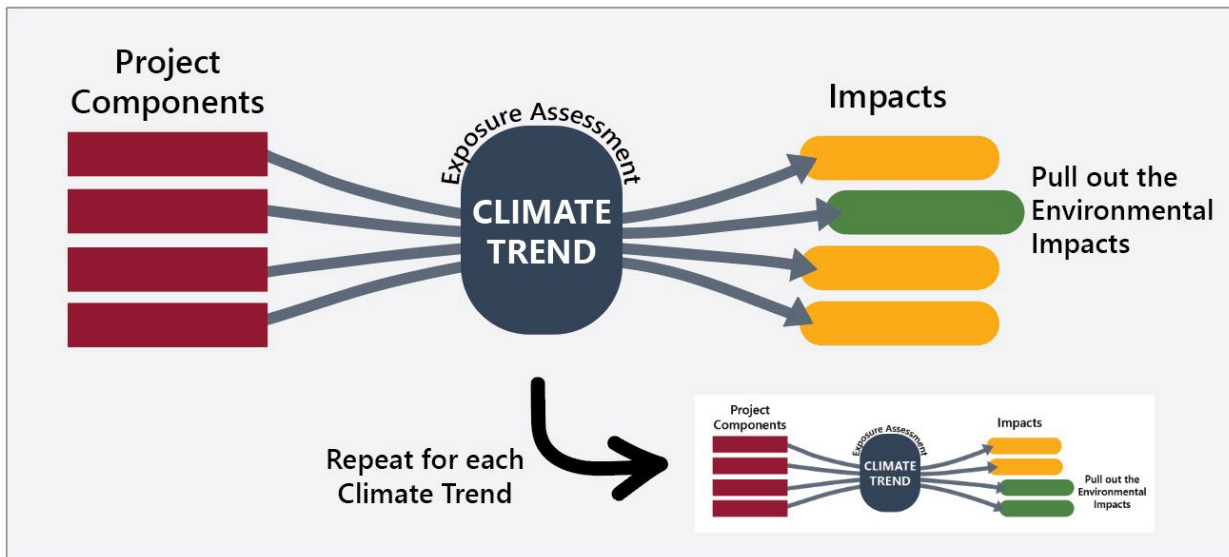 Project
Components
Exposure Assessment
CLIMATE
TREND
Impacts
Pull out the
Environmental
Impacts
Repeat for each
Climate Trend
Project
Components
Exposure Assessment
CLIMATE
TREND
Impacts
Pull out the
Environmental
Impacts